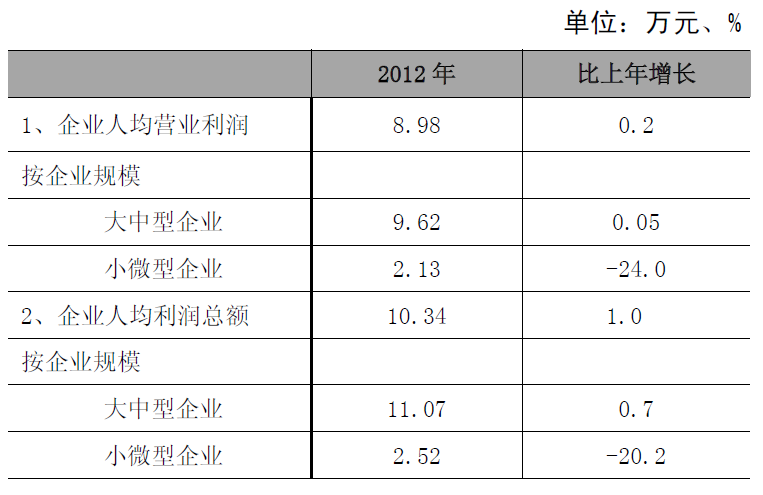 单位：万元、%
2012 年 比上年增长
1、企业人均营业利润 8.98 0.2
按企业规模
大中型企业 9.62 0.05
小微型企业 2.13 -24.0
2、企业人均利润总额 10.34 1.0
按企业规模
大中型企业 11.07 0.7
小微型企业 2.52 -20.2